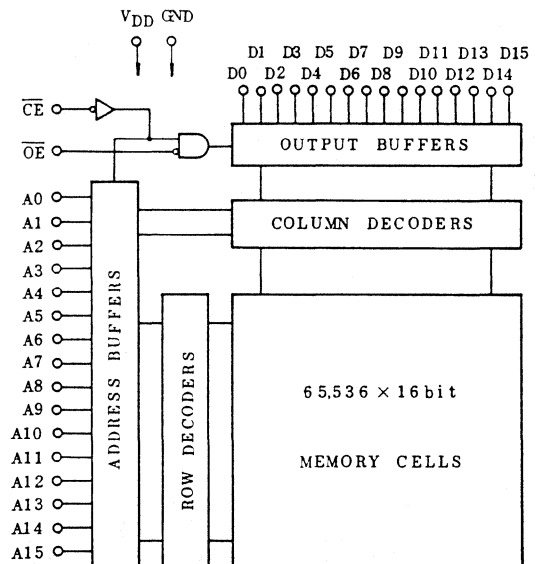 VDD GND
D1 D3 D5 D7 D9 D11 D13 D15
D0 D2 D4 D6 D8 D10 D12 D14
CE
OE
OUTPUT BUFFERS
A0
A1
A2
A3
A4
A5
A6
A7
A8
A9
A10
A11
A12
A13
A14
A15
ADDRESS BUFFERS
COLUMN DECODERS
ROW DECODERS
65,536 × 16bit
MEMORY CELLS